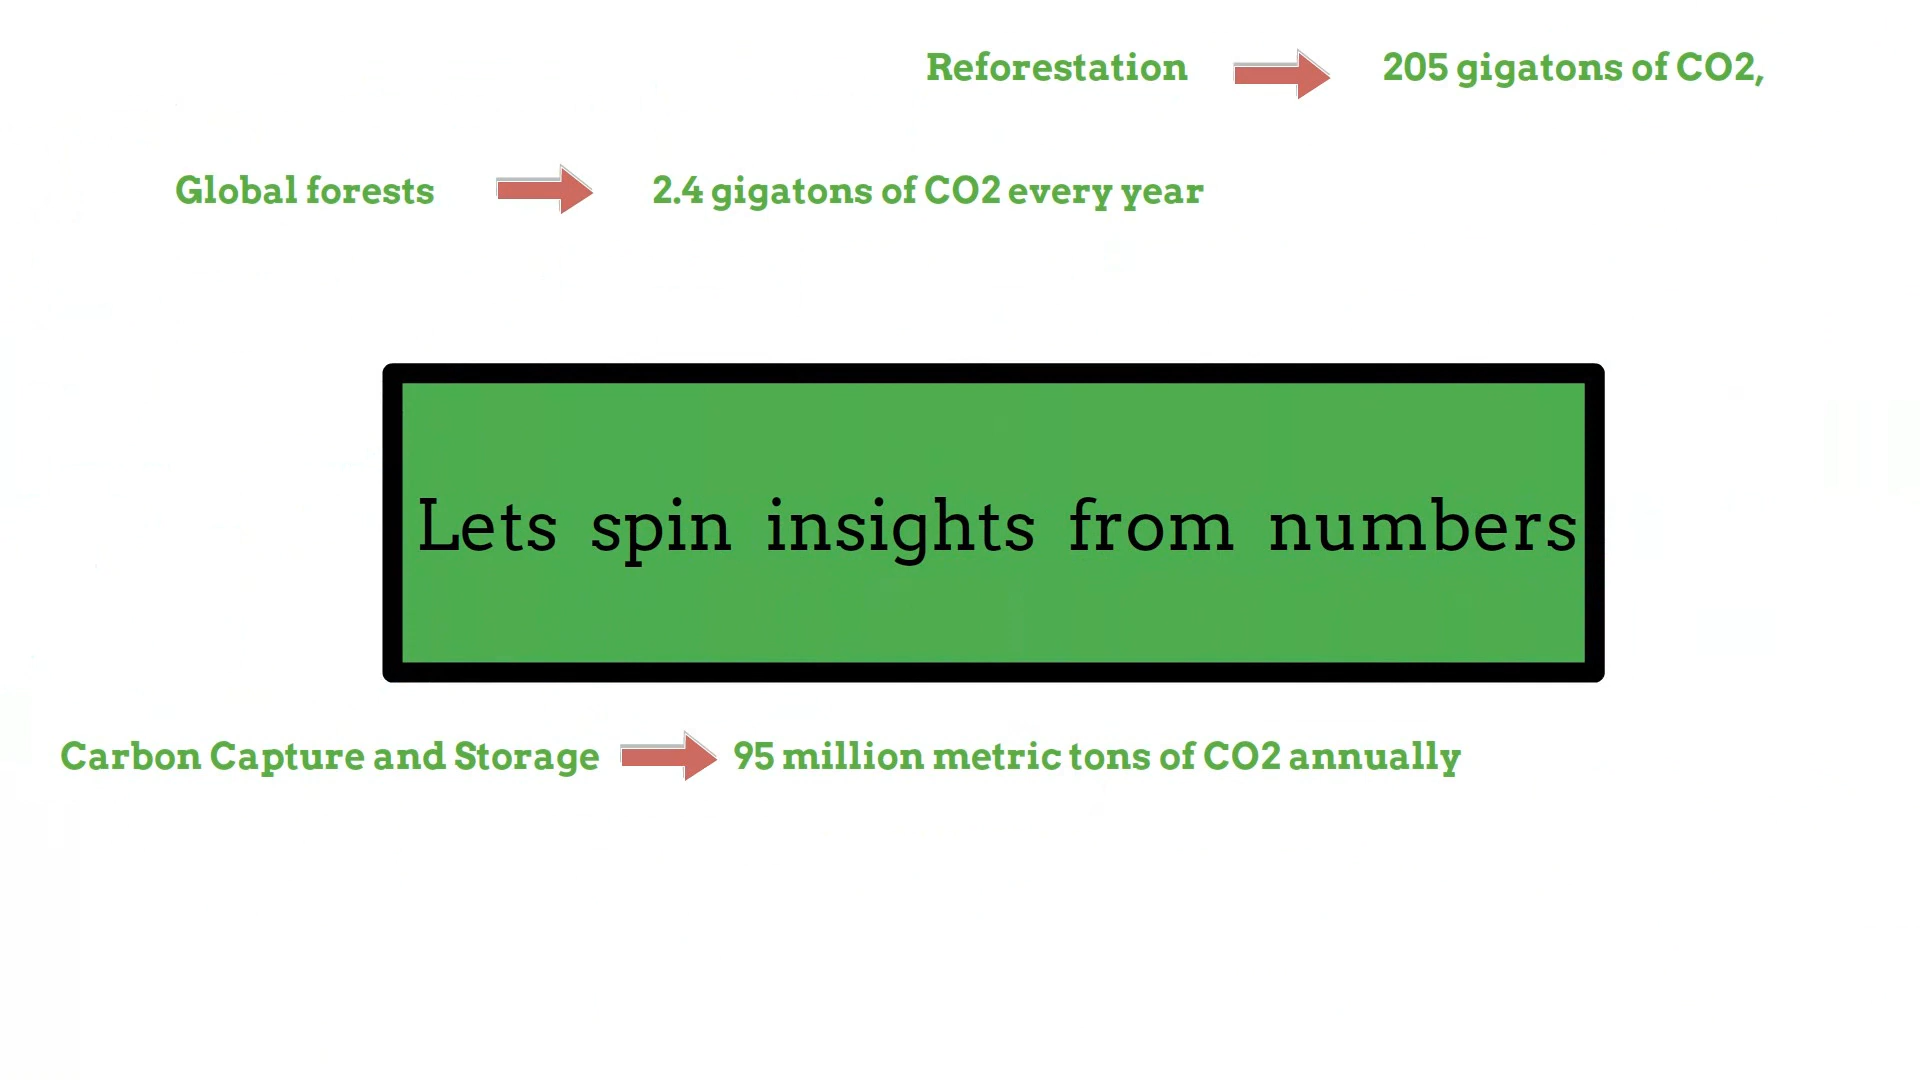 Reforestation 205 gigatons of CO2,
Global forests 2.4 gigatons of CO2 every year
Lets spin insights from numbers
Carbon Capture and Storage 95 million metric tons of CO2 annually